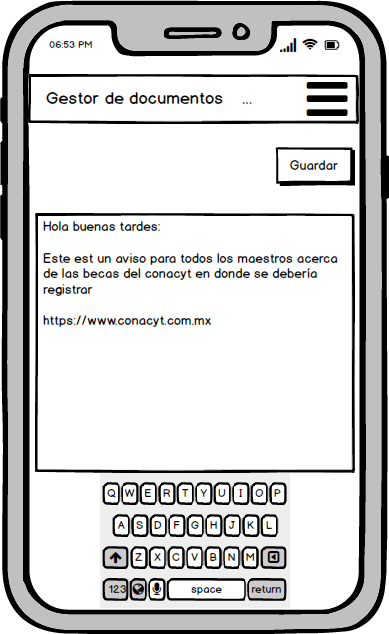 06:53 PM
Gestor de documentos ...
Guardar
Hola buenas tardes:
Este est un aviso para todos los maestros acerca
de las becas del conacyt en donde se debería
registrar
https://www.conacyt.com.mx
Q W E R T Y U I O P
A S D F G H J K L
Z X C V B N M
123 space return